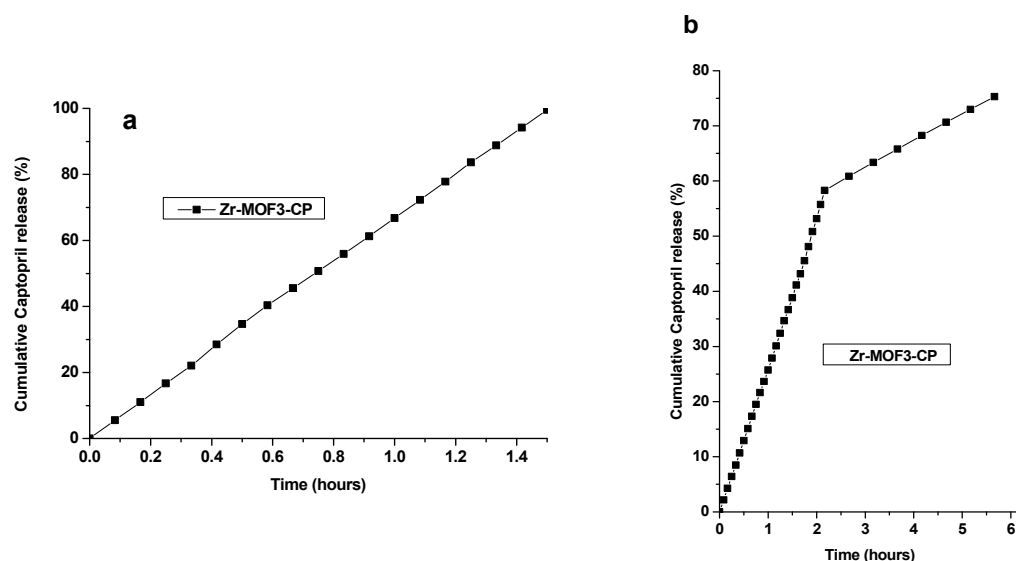 a
Cumulative Captopril release (%)
100
80
60
40
20
0
Zr-MOF3-CP
0.0 0.2 0.4 0.6 0.8 1.0 1.2 1.4
Time (hours)
b
Cumulative Captopril release (%)
80
70
60
50
40
30
20
10
0
Zr-MOF3-CP
0 1 2 3 4 5 6
Time (hours)